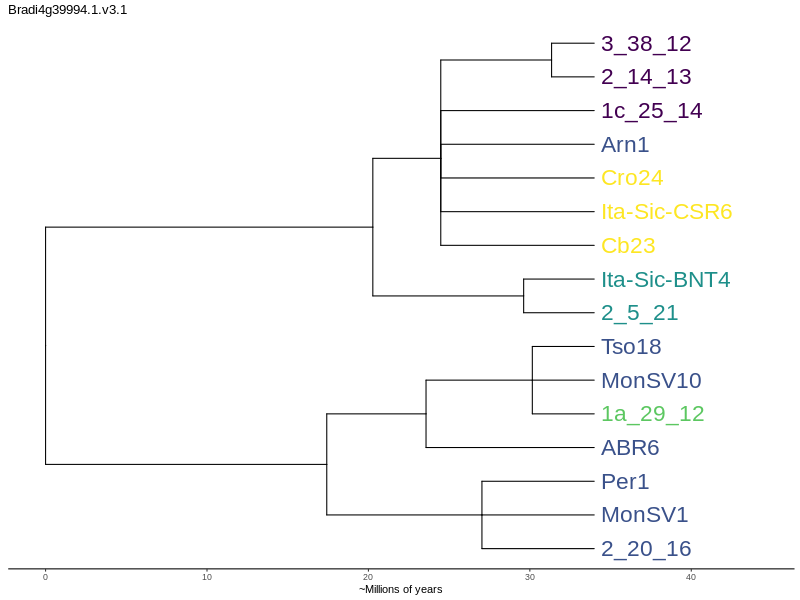 Bradi4g39994.1.v3.1
3_38_12
2_14_13
1c_25_14
Arn1
Cro24
Ita-Sic-CSR6
Cb23
Ita-Sic-BNT4
2_5_21
Tso18
MonSV10
1a_29_12
ABR6
Per1
MonSV1
2_20_16
0 10 20 30 40
~Millions of years